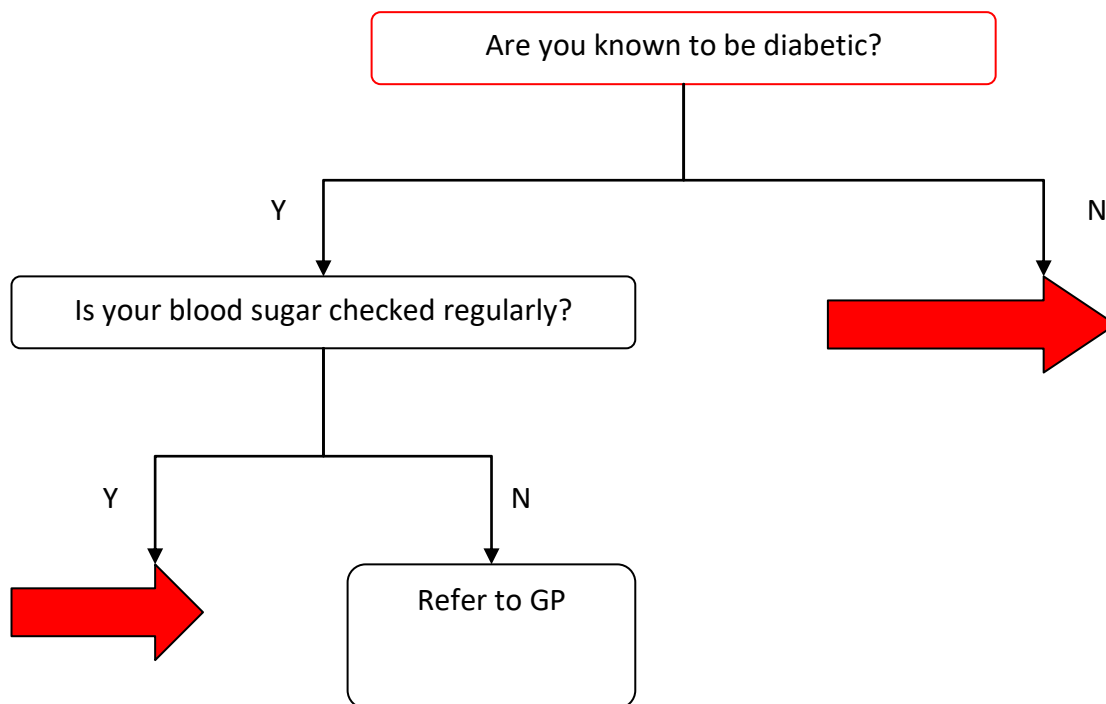 Are you known to be diabetic?
Y
N
Is your blood sugar checked regularly?
Y
N
Refer to GP